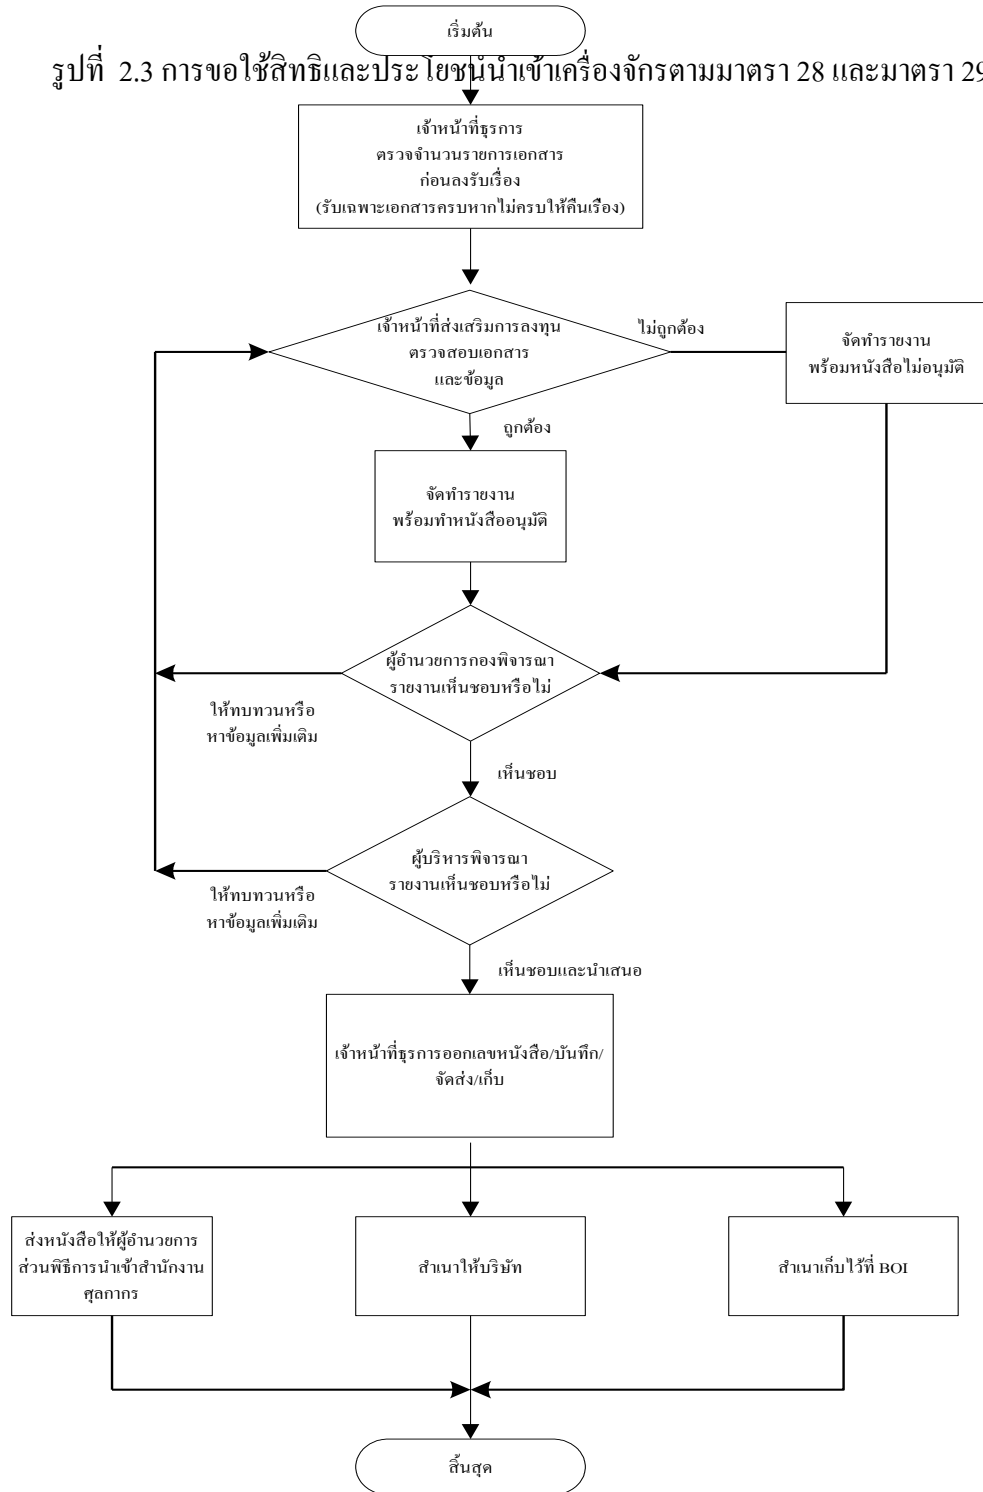 เริ่มต้น
รูปที่ 2.3 การขอใช้สิทธิและประโยชน์นำเข้าเครื่องจักรตามมาตรา 28 และมาตรา 29
เจ้าหน้าที่ธุรการ
ตรวจจำนวนรายการเอกสาร
ก่อนลงรับเรื่อง
(รับเฉพาะเอกสารครบหากไม่ครบให้คืนเรื่อง)
เจ้าหน้าที่ส่งเสริมการลงทุน
ตรวจสอบเอกสาร
และข้อมูล
ไม่ถูกต้อง
จัดทำรายงาน
พร้อมหนังสือไม่อนุมัติ
ถูกต้อง
จัดทำรายงาน
พร้อมทำหนังสืออนุมัติ
ผู้อำนวยการกองพิจารณา
รายงานเห็นชอบหรือไม่
ให้ทบทวนหรือ
หาข้อมูลเพิ่มเติม
เห็นชอบ
ผู้บริหารพิจารณา
รายงานเห็นชอบหรือไม่
ให้ทบทวนหรือ
หาข้อมูลเพิ่มเติม
เห็นชอบและนำเสนอ
เจ้าหน้าที่ธุรการออกเลขหนังสือ/บันทึก/
จัดส่ง/เก็บ
ส่งหนังสือให้ผู้อำนวยการ
ส่วนพิธีการนำเข้าสำนักงาน
ศุลกากร
สำเนาให้บริษัท
สำเนาเก็บไว้ที่ BOI
สิ้นสุด